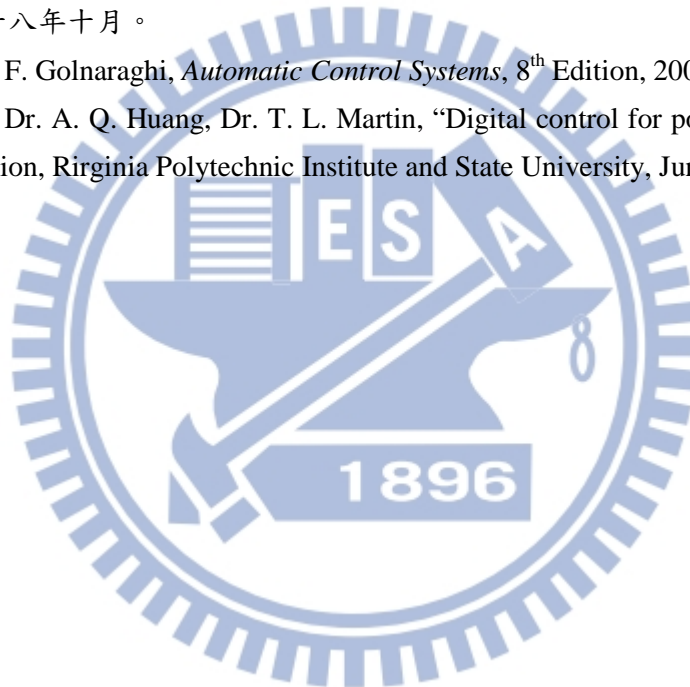 十八年十月。
F. Golnaraghi, Automatic Control Systems, 8th Edition, 200
Dr. A. Q. Huang, Dr. T. L. Martin, “Digital control for po
ion, Rirginia Polytechnic Institute and State University, Jun
E S A
8
1896